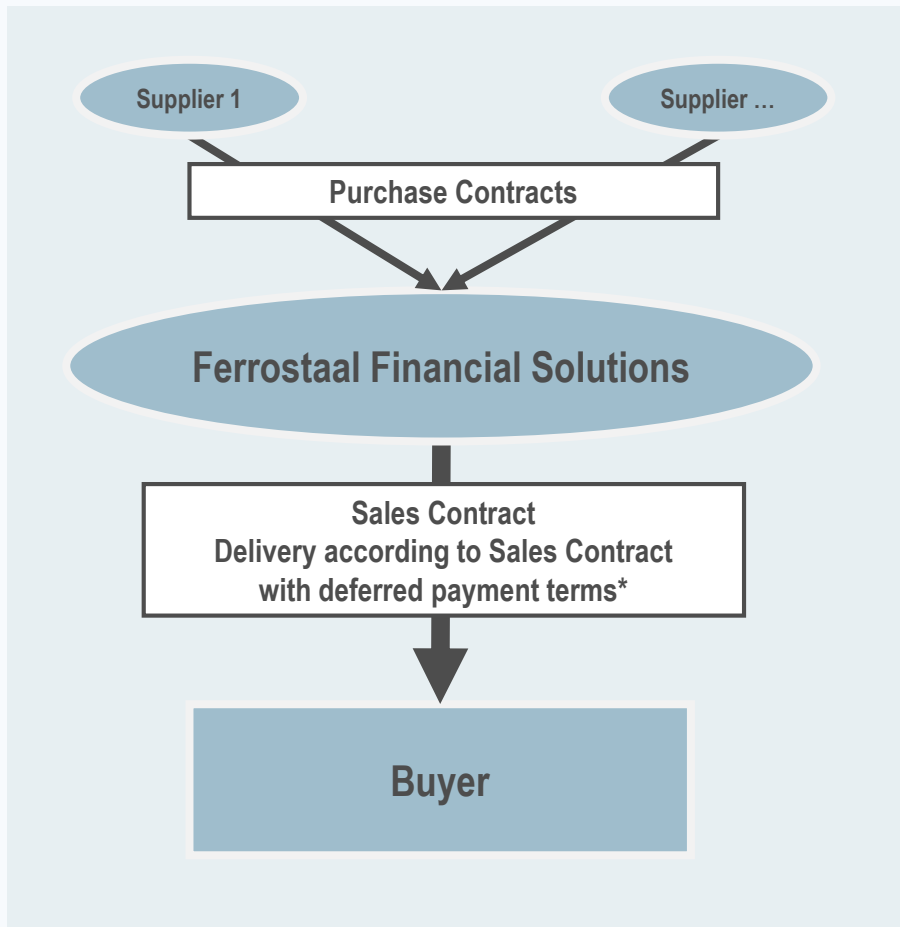 Supplier 1
Supplier …
Purchase Contracts
Ferrostaal Financial Solutions
Sales Contract
Delivery according to Sales Contract
with deferred payment terms*
Buyer